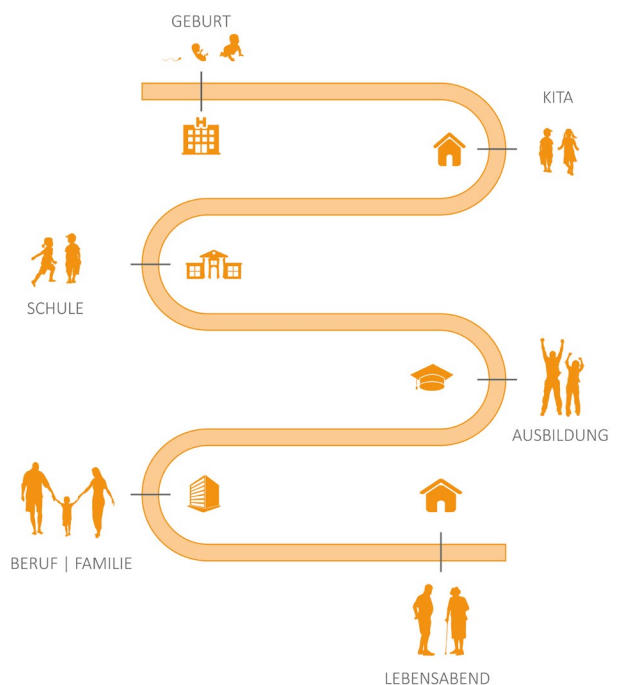 GEBURT
KITA
H
SCHULE
AUSBILDUNG
BERUF | FAMILIE
LEBENSABEND